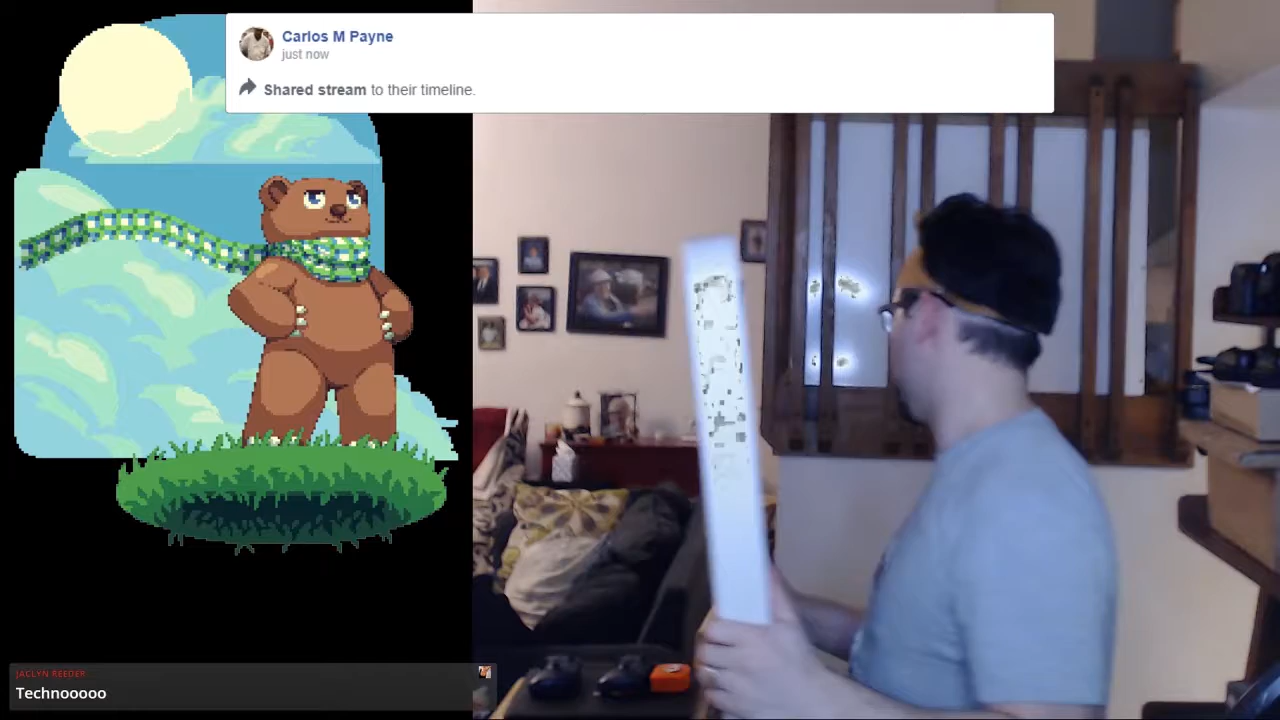 Carlos M Payne
just now
Shared stream to their timeline.
JACLYN REEDER
Technooooo